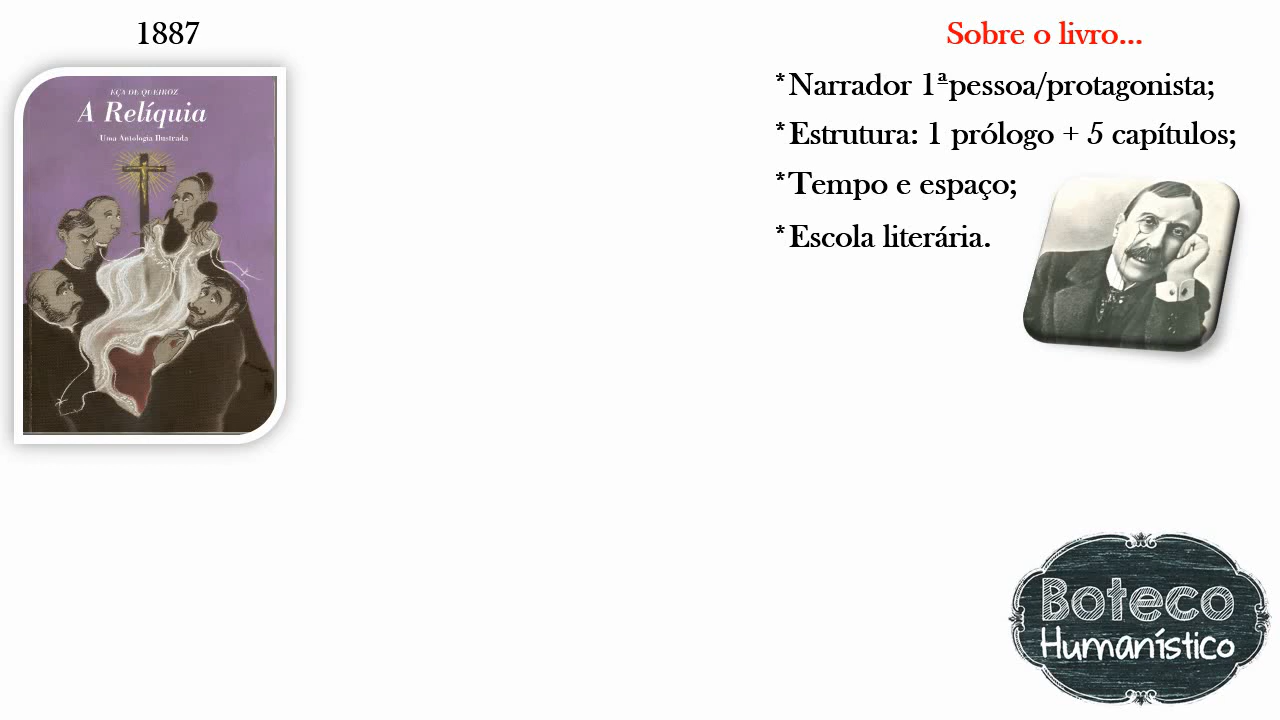 1887
EÇA DE QUEIROZ
A Relíquia
Uma Antologia Ilustrada
Sobre o livro...
*Narrador 1ªpessoa/protagonista;
*Estrutura: 1 prólogo + 5 capítulos;
*Tempo e espaço;
*Escola literária.
Boteco
Humanístico